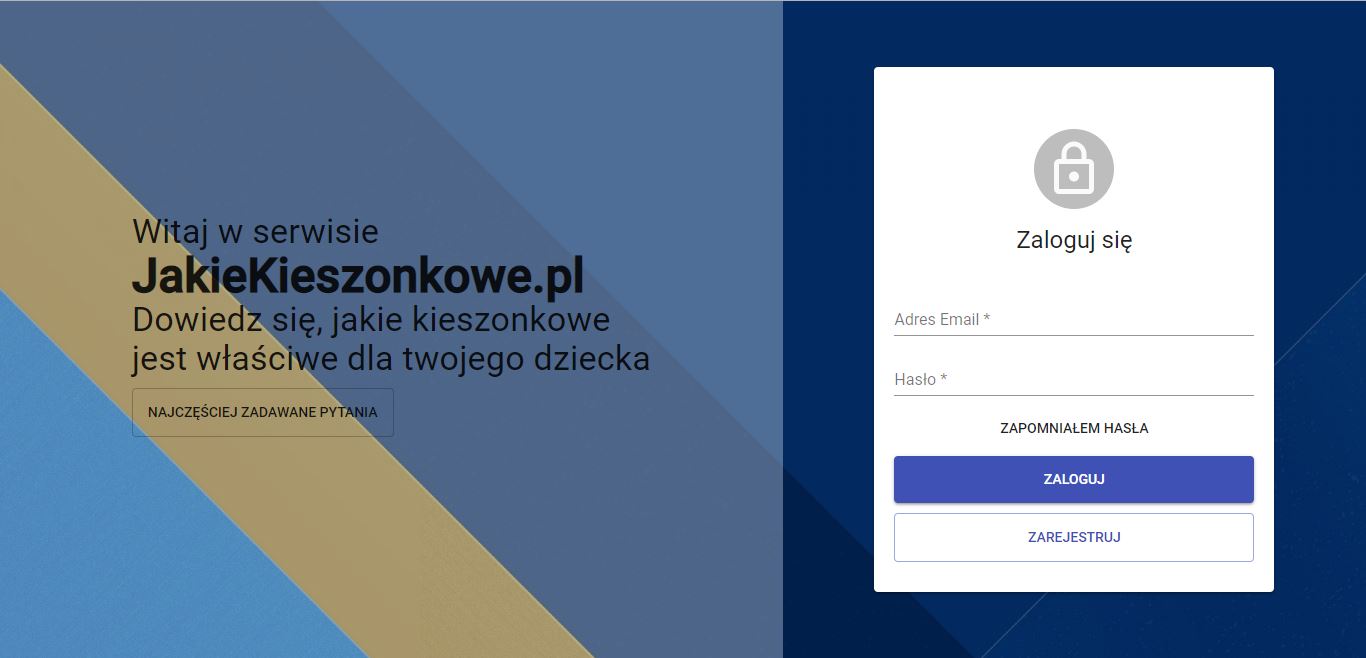 Witaj w serwisie
JakieKieszonkowe.pl
Dowiedz się, jakie kieszonkowe
jest właściwe dla twojego dziecka
NAJCZĘŚCIEJ ZADAWANE PYTANIA
Zaloguj się
Adres Email *
Hasło *
ZAPOMNIAŁEM HASŁA
ZALOGUJ
ZAREJESTRUJ